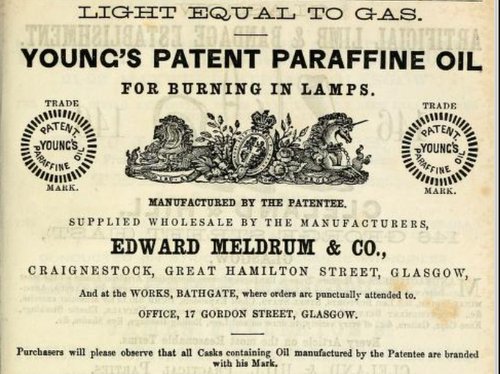 LIGHT EQUAL TO GAS.
YOUNG'S PATENT PARAFFINE OIL
FOR BURNING IN LAMPS.
TRADE
PATENT
YOUNG'S
PARAFFINE OIL
MARK.
TRADE
PATENT
YOUNG'S
PARAFFINE OIL
MARK.
MANUFACTURED BY THE PATENTEE.
SUPPLIED WHOLESALE BY THE MANUFACTURERS,
EDWARD MELDRUM & CO.,
CRAIGNESTOCK, GREAT HAMILTON STREET, GLASGOW,
And at the WORKS, BATHGATE, where orders are punctually attended to.
OFFICE, 17 GORDON STREET, GLASGOW.
Purchasers will please observe that all Casks containing Oil manufactured by the Patentee are branded
with his Mark.